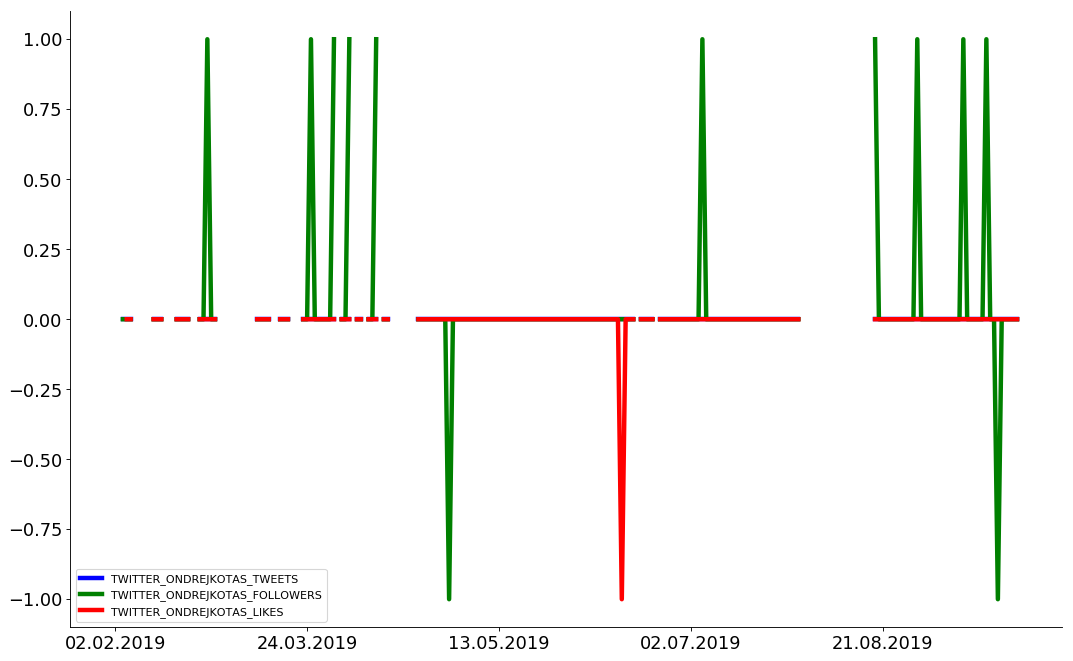 1.00
0.75
0.50
0.25
0.00
−0.25
−0.50
−0.75
−1.00
TWITTER_ONDREJKOTAS_TWEETS
TWITTER_ONDREJKOTAS_FOLLOWERS
TWITTER_ONDREJKOTAS_LIKES
02.02.2019 24.03.2019 13.05.2019 02.07.2019 21.08.2019